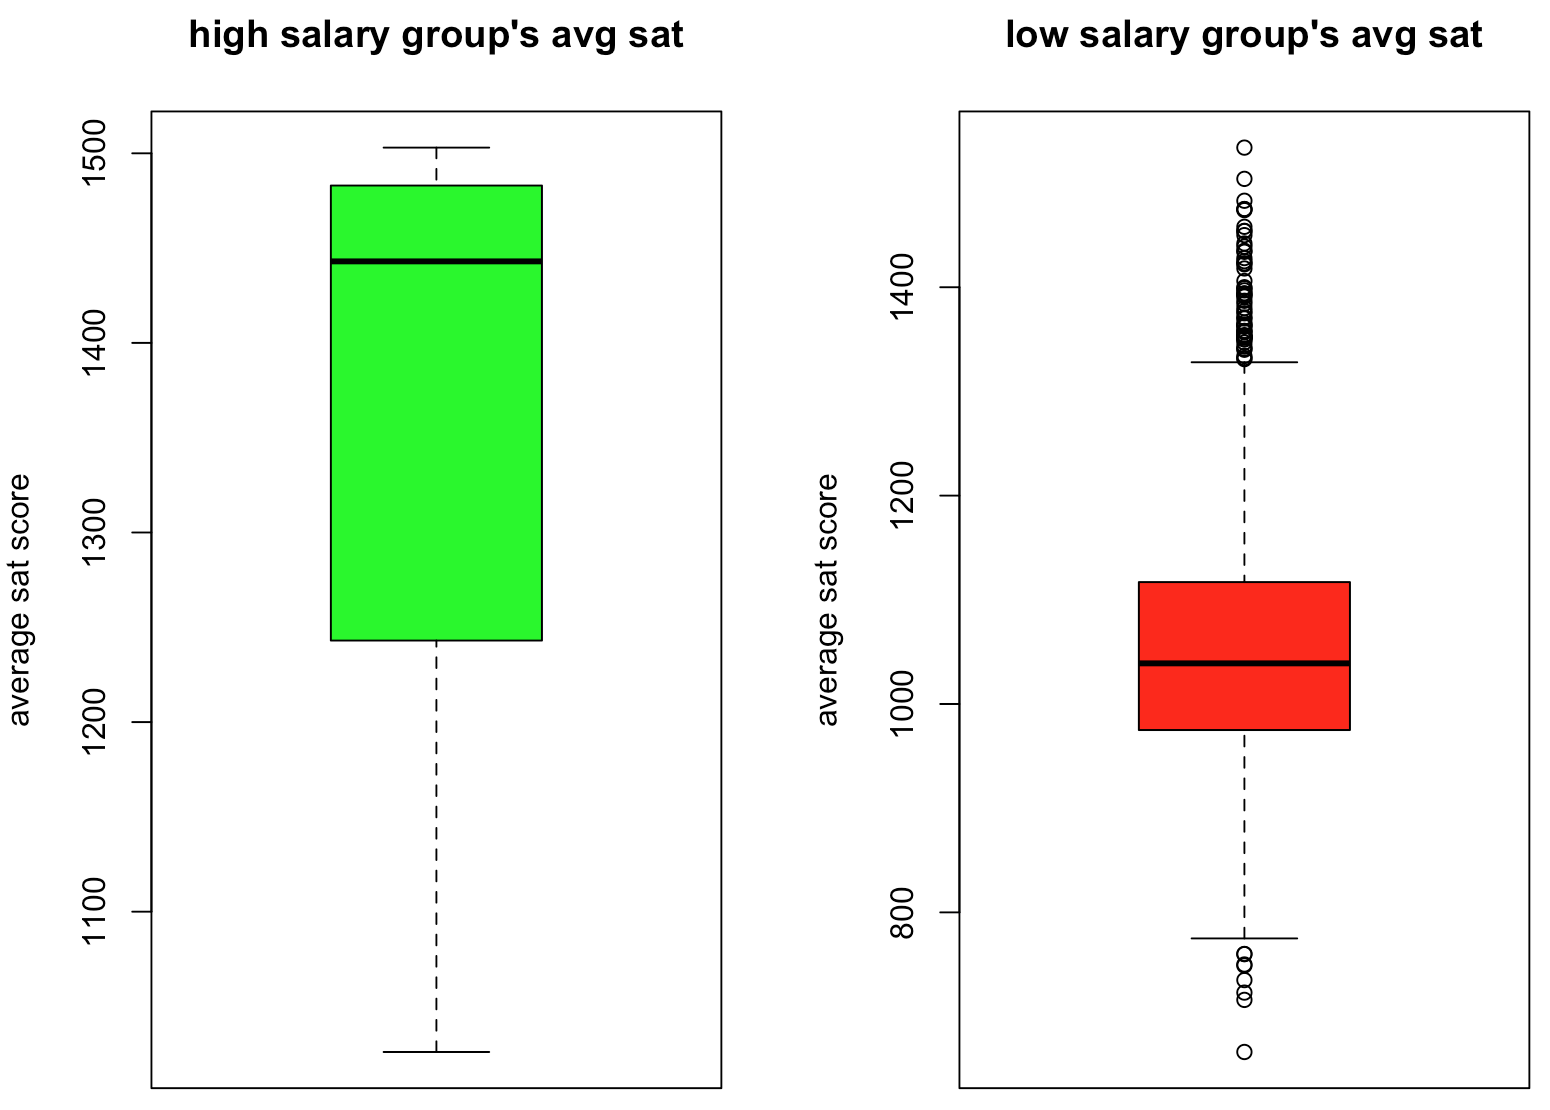 high salary group's avg sat
average sat score
1500
1400
1300
1200
1100
low salary group's avg sat
average sat score
1400
1200
1000
800